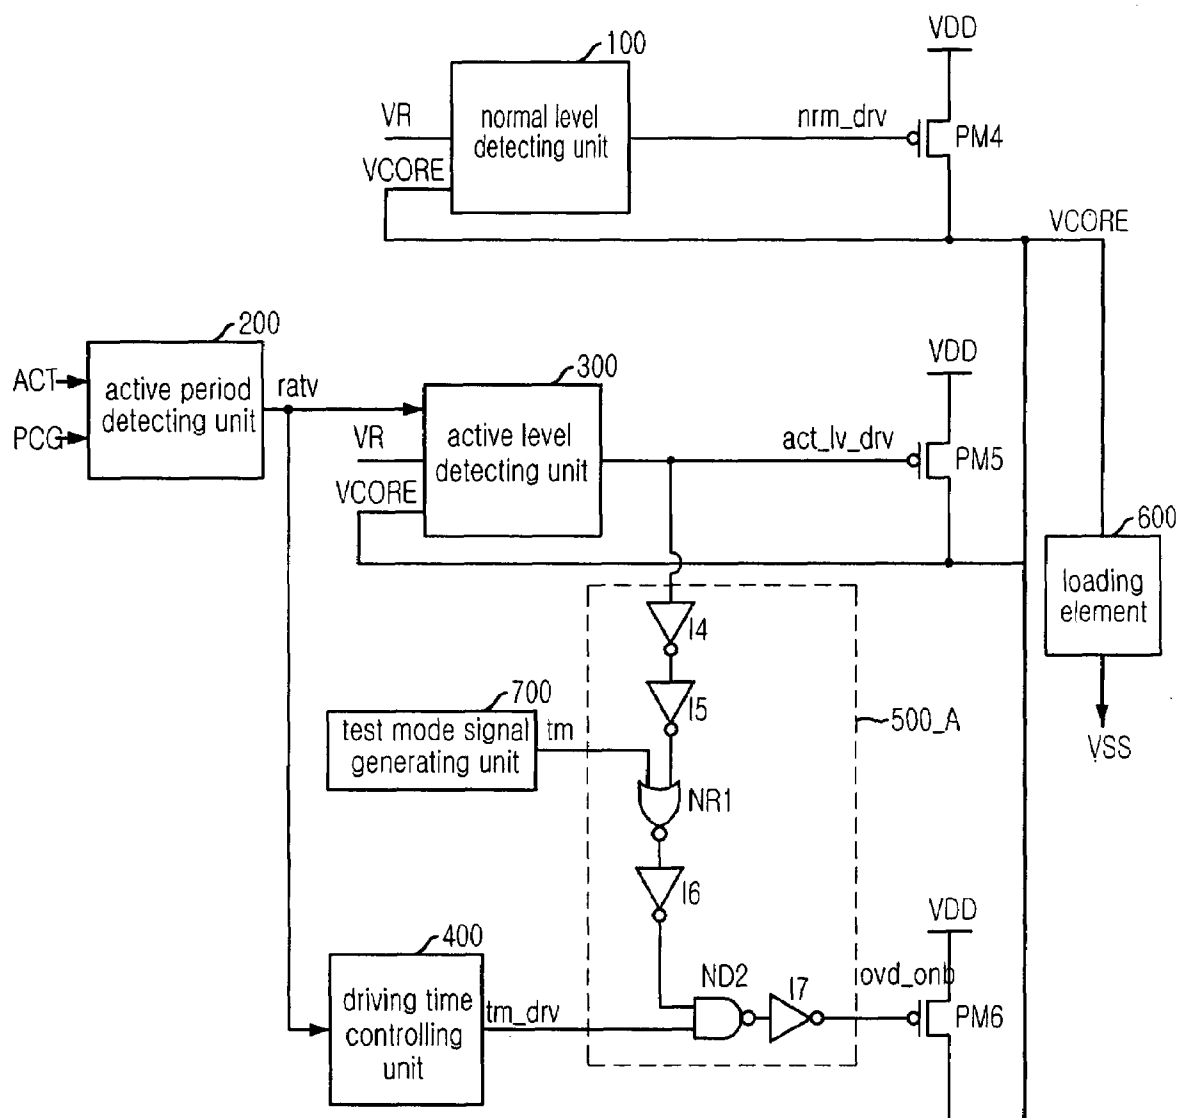 100
VDD
normal level
detecting unit
VR
VCORE
nrm_drv
PM4
VCORE
200
ACT
PCG
active period
detecting unit
ratv
300
VDD
VR
VCORE
active level
detecting unit
act_lv_drv
PM5
600
loading
element
VSS
I4
I5
500_A
700
test mode signal
generating unit
tm
NR1
I6
400
driving time
controlling
unit
tm_drv
ND2
I7
VDD
ovd_onb
PM6